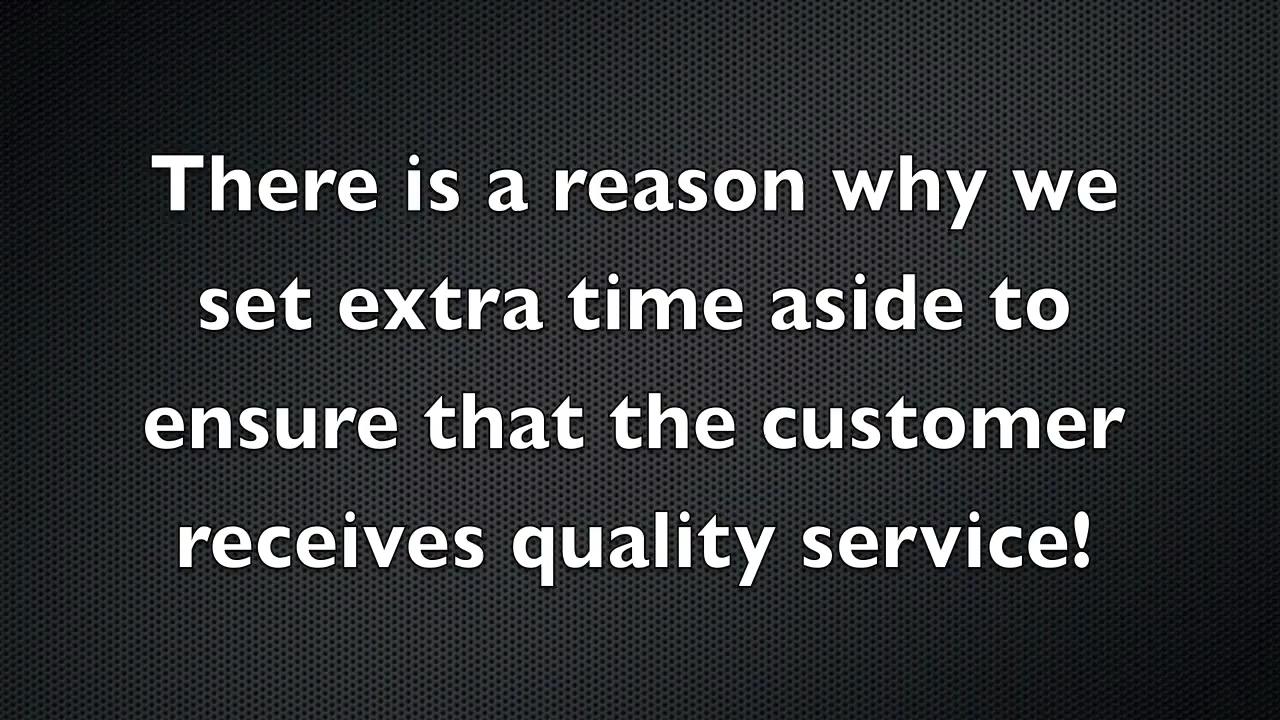 There is a reason why we
set extra time aside to
ensure that the customer
receives quality service!